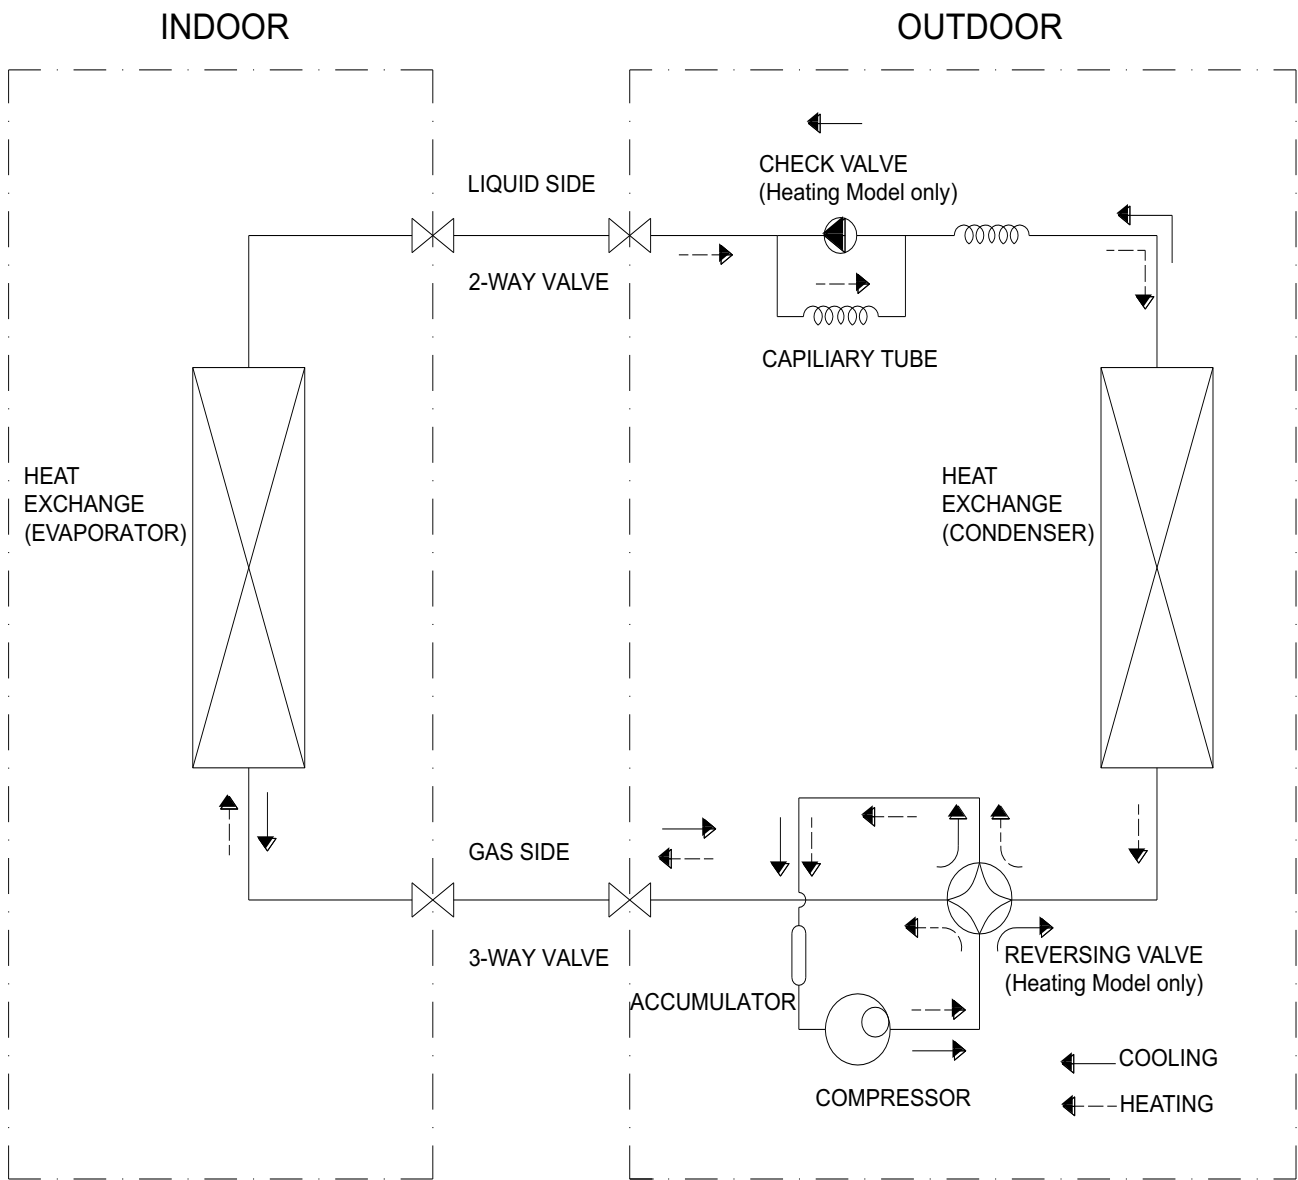 INDOOR
OUTDOOR
CHECK VALVE
(Heating Model only)
LIQUID SIDE
2-WAY VALVE
CAPILIARY TUBE
HEAT
EXCHANGE
(EVAPORATOR)
HEAT
EXCHANGE
(CONDENSER)
GAS SIDE
3-WAY VALVE
REVERSING VALVE
(Heating Model only)
ACCUMULATOR
COMPRESSOR
COOLING
HEATING